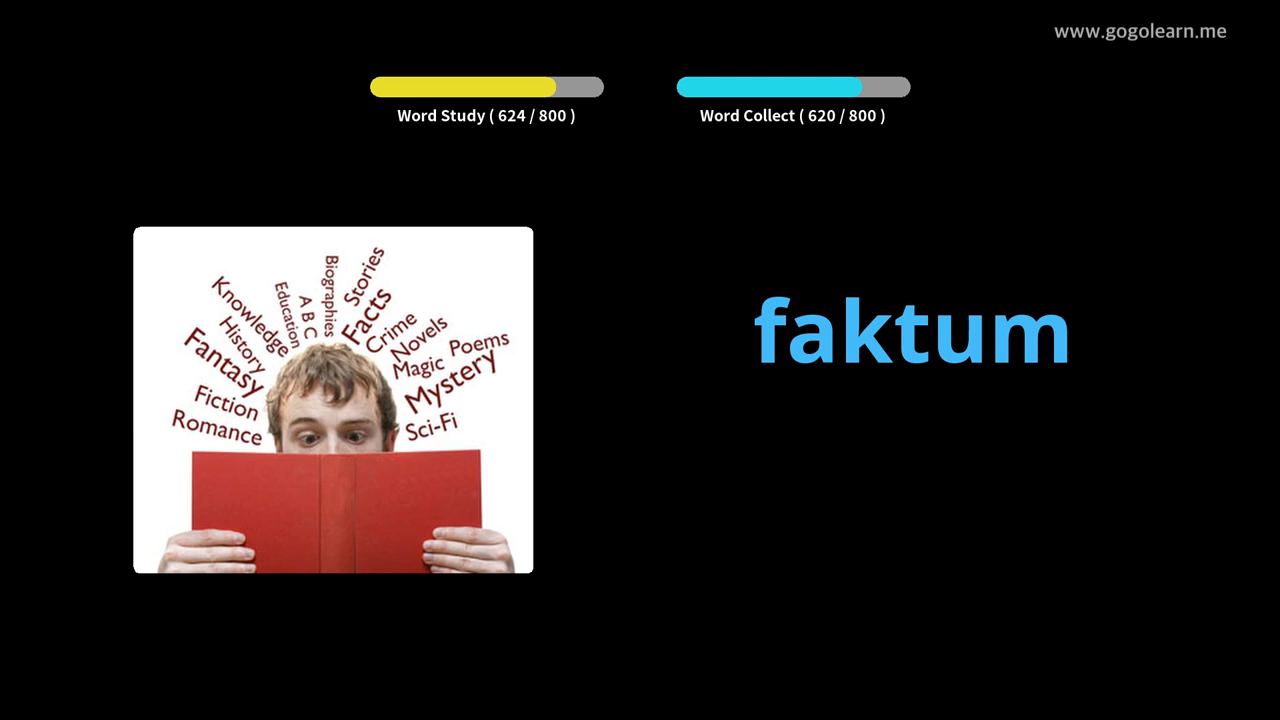 www.gogolearn.me
Word Study ( 624 / 800 )
Word Collect ( 620 / 800 )
faktum
Biographies
Stories
Education
A B C
Facts
Knowledge
History
Crime
Novels
Poems
Fantasy
Magic
Mystery
Fiction
Romance
Sci-Fi